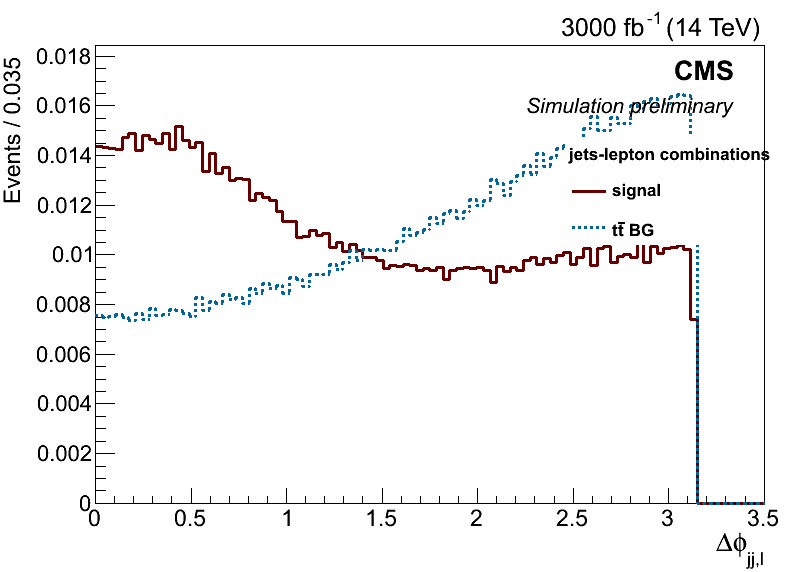 3000 fb⁻¹ (14 TeV)
Events / 0.035
0.018
CMS
0.016
Simulation preliminary
0.014
jets-lepton combinations
signal
0.012
tt̄ BG
0.01
0.008
0.006
0.004
0.002
0
0 0.5 1 1.5 2 2.5 3 3.5
Δϕjj,l